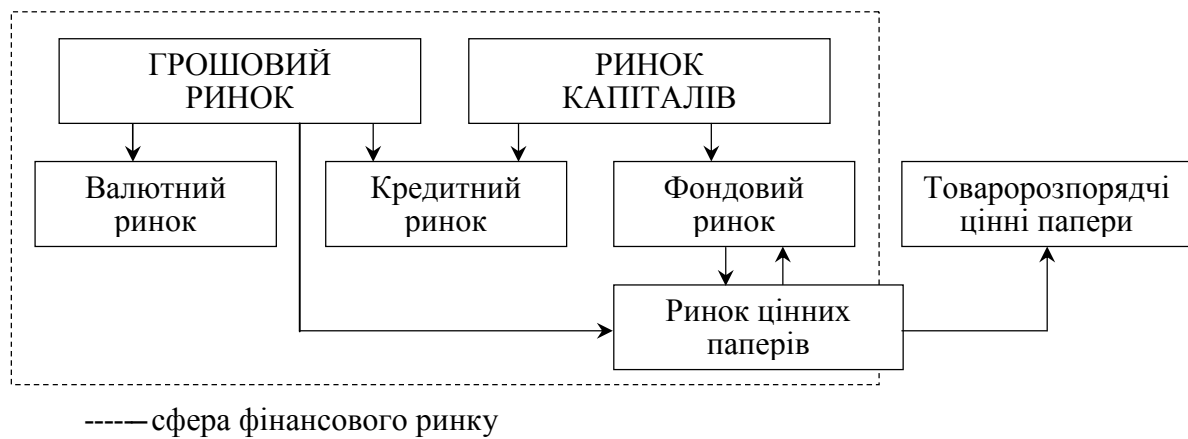 ГРОШОВИЙ
РИНОК
РИНОК
КАПІТАЛІВ
Валютний
ринок
Кредитний
ринок
Фондовий
ринок
Товаророзпорядчі
цінні папери
Ринок цінних
паперів
сфера фінансового ринку